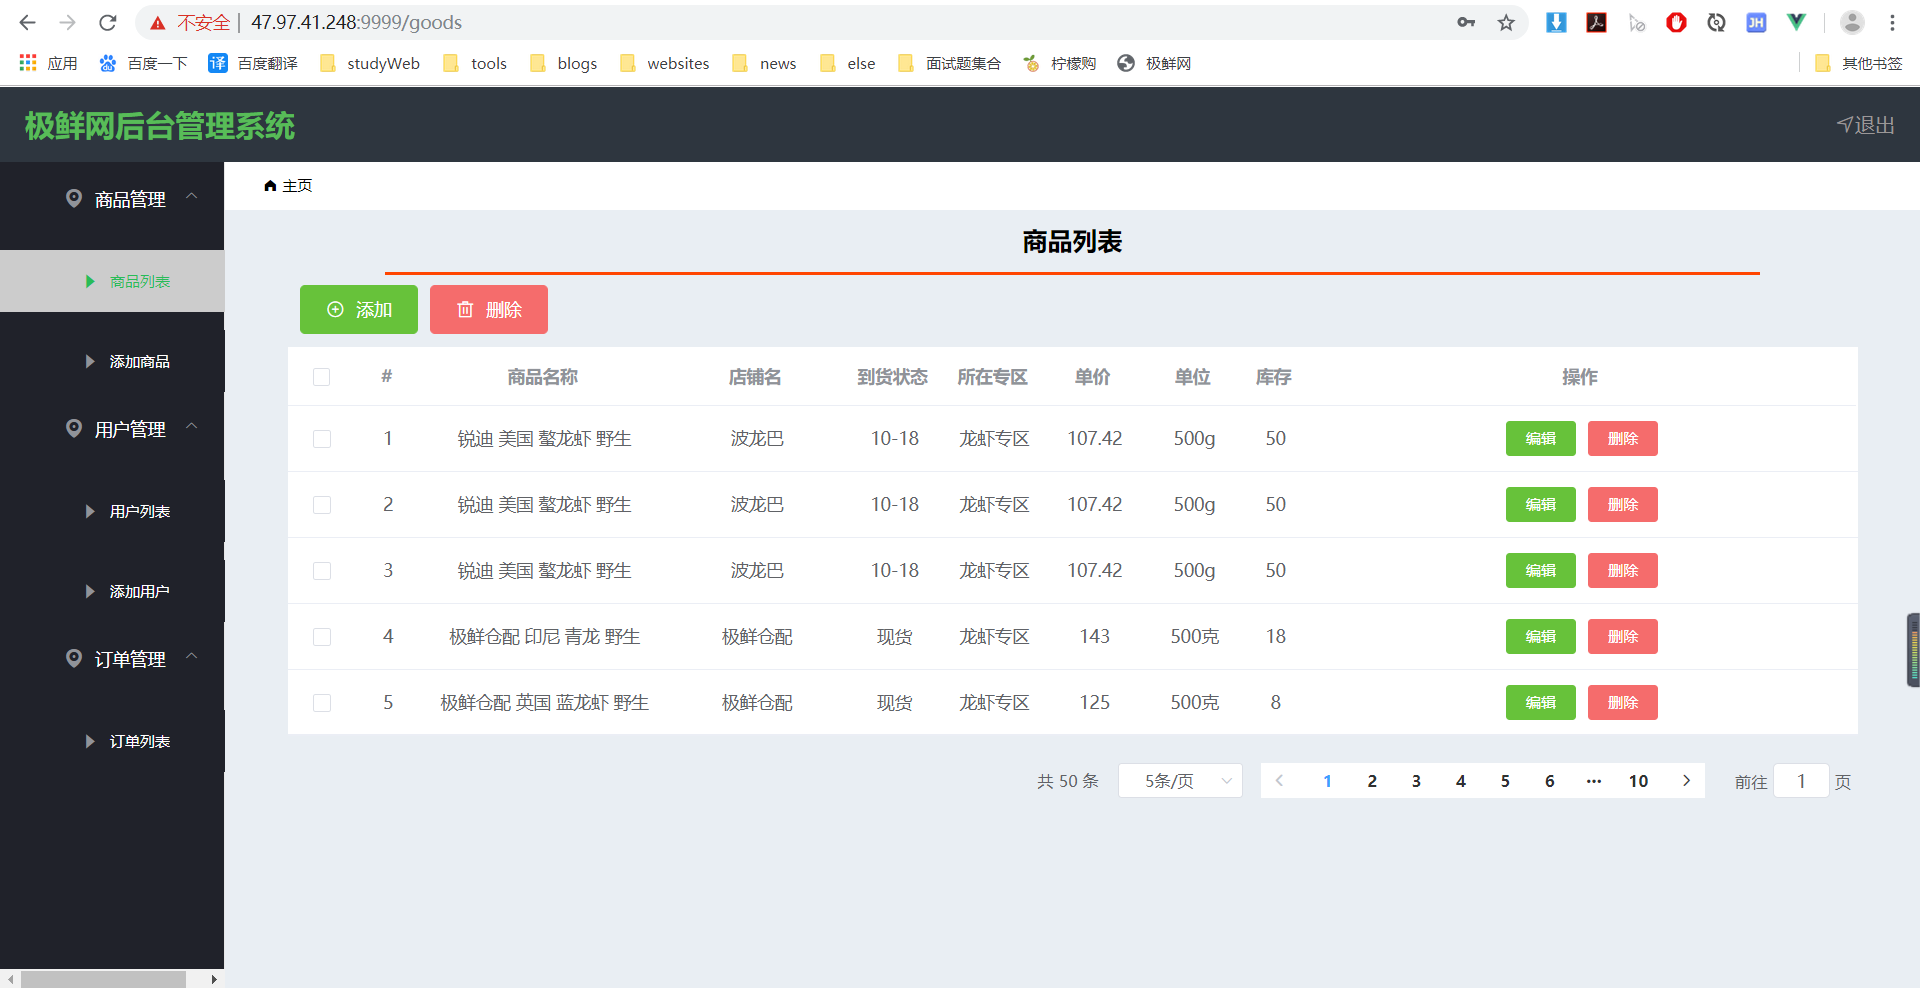 不安全 | 47.97.41.248:9999/goods
应用 百度一下 译 百度翻译 studyWeb tools blogs websites news else 面试题集合 柠檬购 极鲜网 其他书签
JH
极鲜网后台管理系统
退出
商品管理
商品列表
添加商品
用户管理
用户列表
添加用户
订单管理
订单列表
主页
商品列表
添加 删除
# 商品名称 店铺名 到货状态 所在专区 单价 单位 库存 操作
1 锐迪 美国 螯龙虾 野生 波龙巴 10-18 龙虾专区 107.42 500g 50 编辑 删除
2 锐迪 美国 螯龙虾 野生 波龙巴 10-18 龙虾专区 107.42 500g 50 编辑 删除
3 锐迪 美国 螯龙虾 野生 波龙巴 10-18 龙虾专区 107.42 500g 50 编辑 删除
4 极鲜仓配 印尼 青龙 野生 极鲜仓配 现货 龙虾专区 143 500克 18 编辑 删除
5 极鲜仓配 英国 蓝龙虾 野生 极鲜仓配 现货 龙虾专区 125 500克 8 编辑 删除
共 50 条 5条/页 1 2 3 4 5 6 ··· 10 前往 1 页